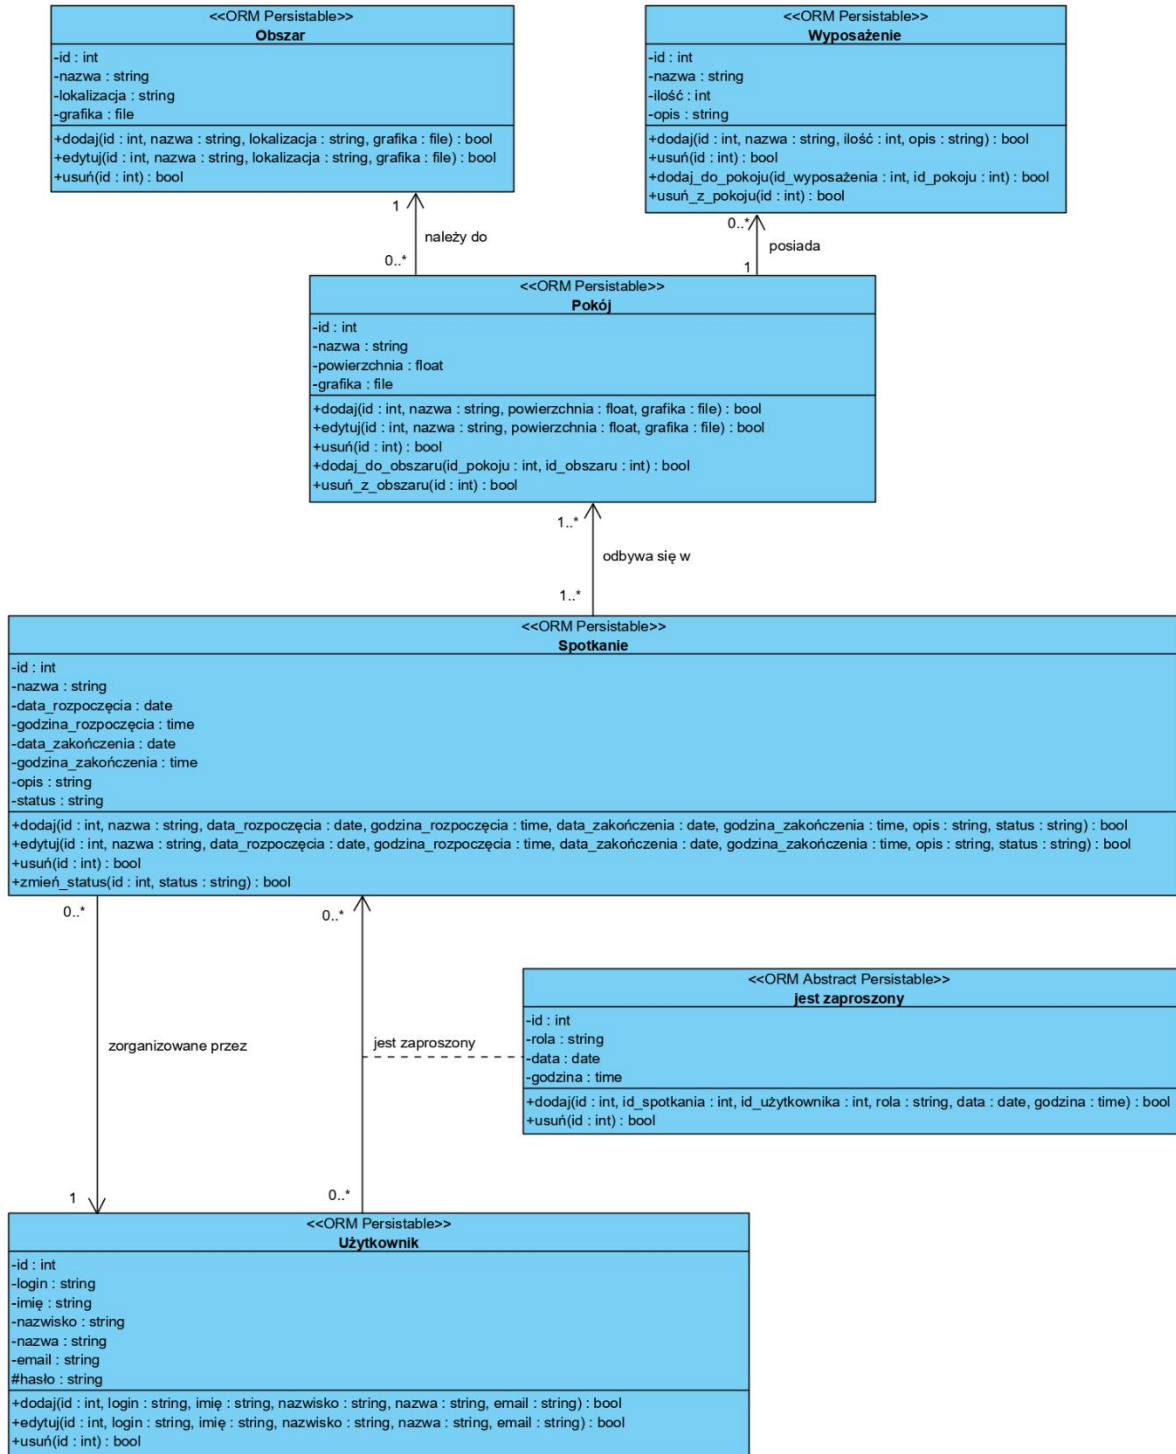 <<ORM Persistable>>
Obszar
-id : int
-nazwa : string
-lokalizacja : string
-grafika : file
+dodaj(id : int, nazwa : string, lokalizacja : string, grafika : file) : bool
+edytuj(id : int, nazwa : string, lokalizacja : string, grafika : file) : bool
+usuń(id : int) : bool
<<ORM Persistable>>
Wyposażenie
-id : int
-nazwa : string
-ilość : int
-opis : string
+dodaj(id : int, nazwa : string, ilość : int, opis : string) : bool
+usuń(id : int) : bool
+dodaj_do_pokoju(id_wyposażenia : int, id_pokoju : int) : bool
+usuń_z_pokoju(id : int) : bool
1
należy do
0..*
0..*
posiada
1
<<ORM Persistable>>
Pokój
-id : int
-nazwa : string
-powierzchnia : float
-grafika : file
+dodaj(id : int, nazwa : string, powierzchnia : float, grafika : file) : bool
+edytuj(id : int, nazwa : string, powierzchnia : float, grafika : file) : bool
+usuń(id : int) : bool
+dodaj_do_obszaru(id_pokoju : int, id_obszaru : int) : bool
+usuń_z_obszaru(id : int) : bool
1..*
odbywa się w
1..*
<<ORM Persistable>>
Spotkanie
-id : int
-nazwa : string
-data_rozpoczęcia : date
-godzina_rozpoczęcia : time
-data_zakończenia : date
-godzina_zakończenia : time
-opis : string
-status : string
+dodaj(id : int, nazwa : string, data_rozpoczęcia : date, godzina_rozpoczęcia : time, data_zakończenia : date, godzina_zakończenia : time, opis : string, status : string) : bool
+edytuj(id : int, nazwa : string, data_rozpoczęcia : date, godzina_rozpoczęcia : time, data_zakończenia : date, godzina_zakończenia : time, opis : string, status : string) : bool
+usuń(id : int) : bool
+zmień_status(id : int, status : string) : bool
0..*
0..*
zorganizowane przez
jest zaproszony
<<ORM Abstract Persistable>>
jest zaproszony
-id : int
-rola : string
-data : date
-godzina : time
+dodaj(id : int, id_spotkania : int, id_użytkownika : int, rola : string, data : date, godzina : time) : bool
+usuń(id : int) : bool
1
0..*
<<ORM Persistable>>
Użytkownik
-id : int
-login : string
-imię : string
-nazwisko : string
-nazwa : string
-email : string
#hasło : string
+dodaj(id : int, login : string, imię : string, nazwisko : string, nazwa : string, email : string) : bool
+edytuj(id : int, login : string, imię : string, nazwisko : string, nazwa : string, email : string) : bool
+usuń(id : int) : bool